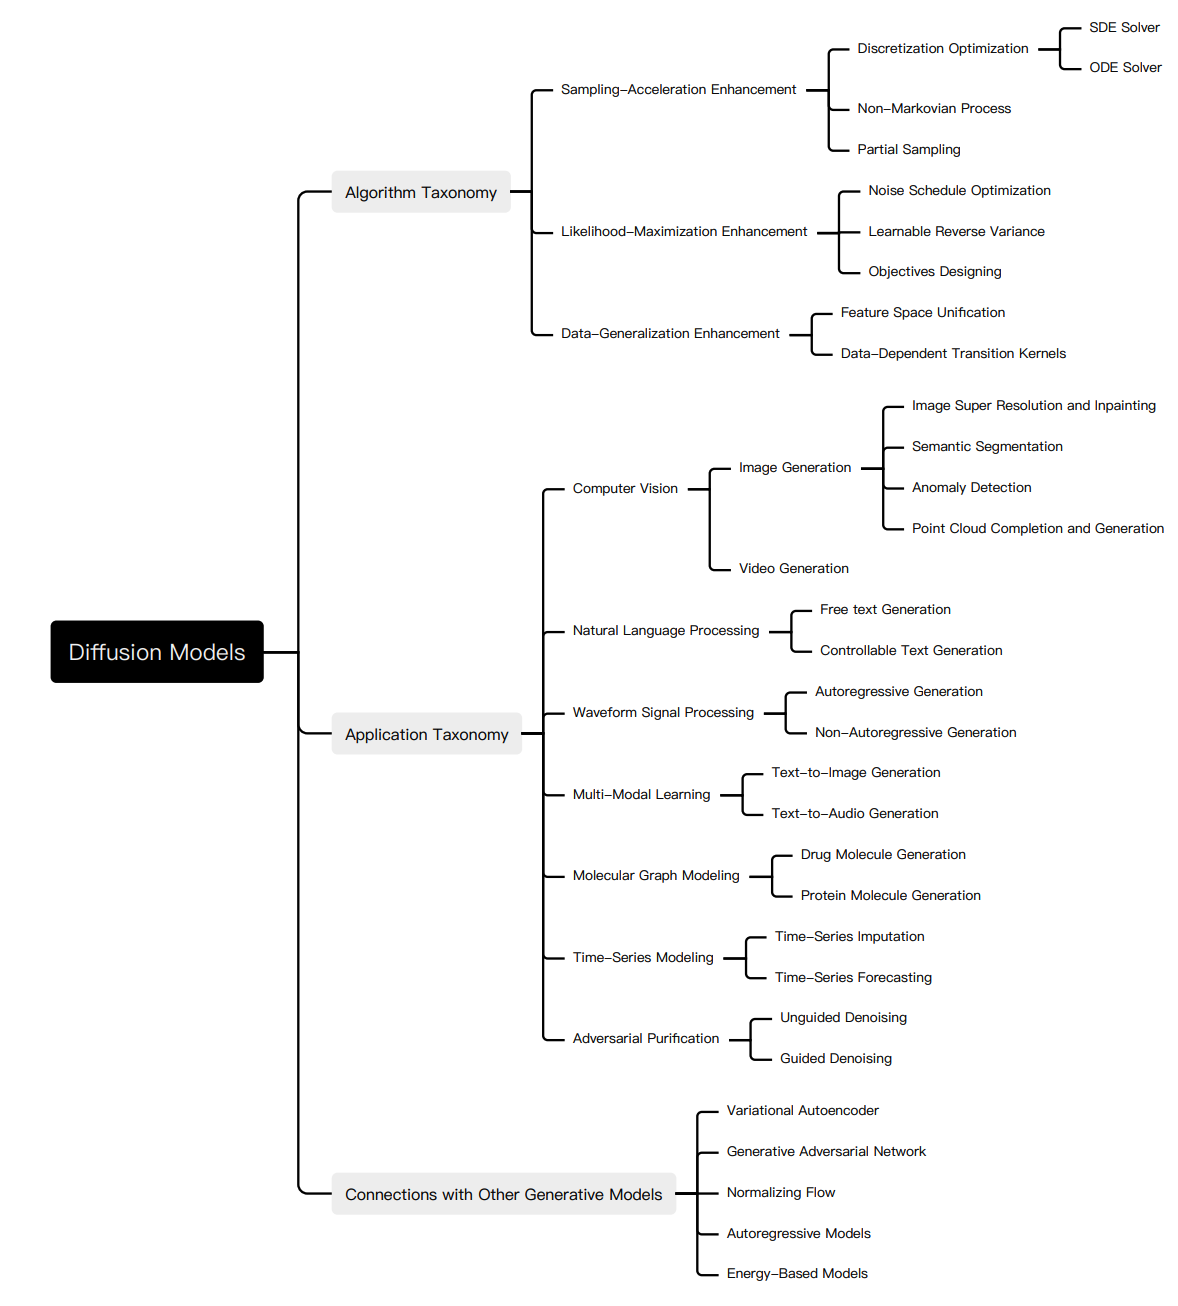 Diffusion Models
Algorithm Taxonomy
Sampling–Acceleration Enhancement
Discretization Optimization
SDE Solver
ODE Solver
Non–Markovian Process
Partial Sampling
Likelihood–Maximization Enhancement
Noise Schedule Optimization
Learnable Reverse Variance
Objectives Designing
Data–Generalization Enhancement
Feature Space Unification
Data–Dependent Transition Kernels
Application Taxonomy
Computer Vision
Image Generation
Image Super Resolution and Inpainting
Semantic Segmentation
Anomaly Detection
Point Cloud Completion and Generation
Video Generation
Natural Language Processing
Free text Generation
Controllable Text Generation
Waveform Signal Processing
Autoregressive Generation
Non–Autoregressive Generation
Multi–Modal Learning
Text–to–Image Generation
Text–to–Audio Generation
Molecular Graph Modeling
Drug Molecule Generation
Protein Molecule Generation
Time–Series Modeling
Time–Series Imputation
Time–Series Forecasting
Adversarial Purification
Unguided Denoising
Guided Denoising
Connections with Other Generative Models
Variational Autoencoder
Generative Adversarial Network
Normalizing Flow
Autoregressive Models
Energy–Based Models